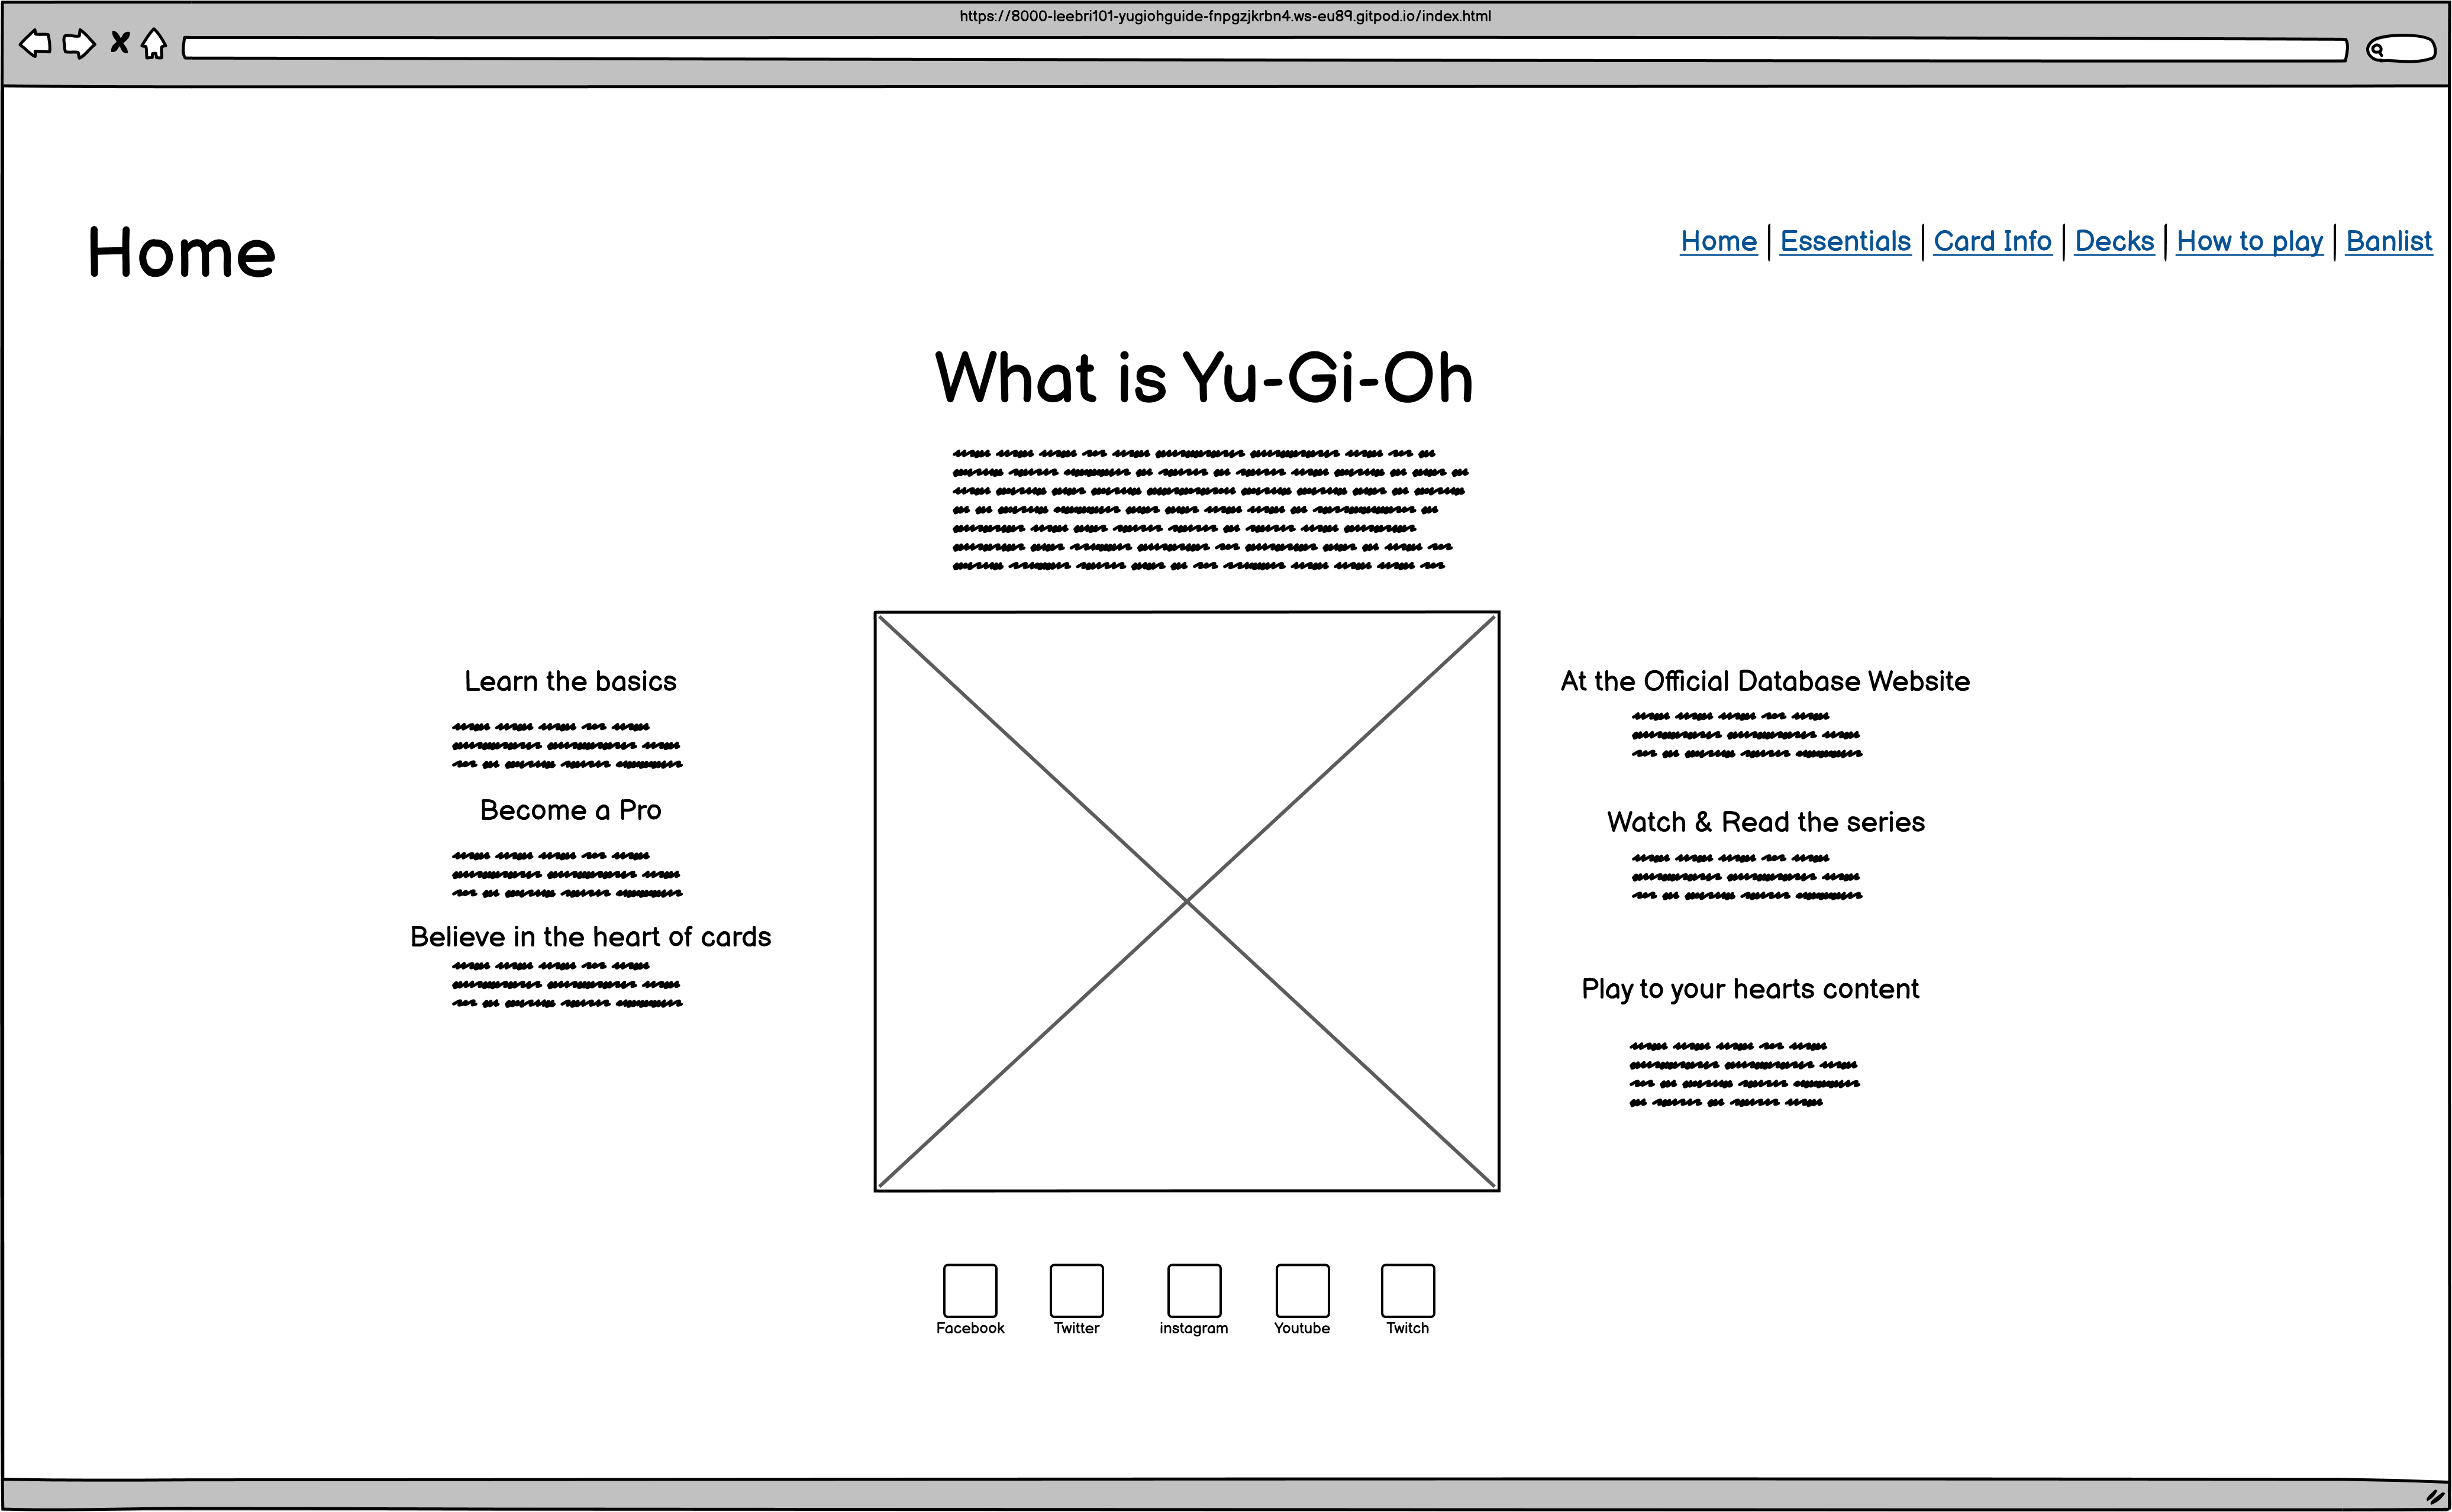 https://8000-leebri101-yugiohguide-fnpgzjkrbn4.ws-eu89.gitpod.io/index.html
Home
Home | Essentials | Card Info | Decks | How to play | Banlist
What is Yu-Gi-Oh
Learn the basics
Become a Pro
Believe in the heart of cards
At the Official Database Website
Watch & Read the series
Play to your hearts content
Facebook
Twitter
instagram
Youtube
Twitch